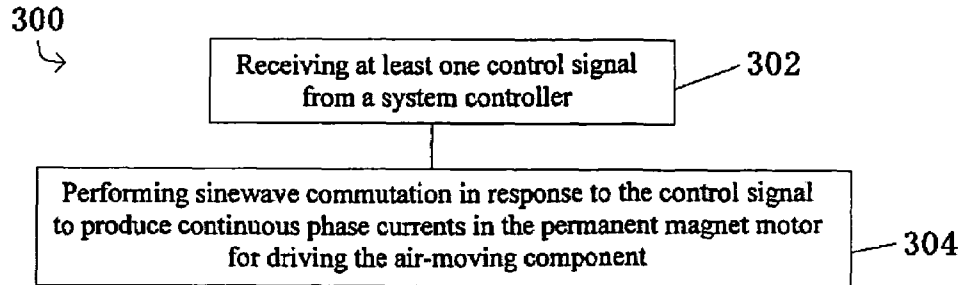 300
Receiving at least one control signal
from a system controller
302
Performing sinewave commutation in response to the control signal
to produce continuous phase currents in the permanent magnet motor
for driving the air-moving component
304